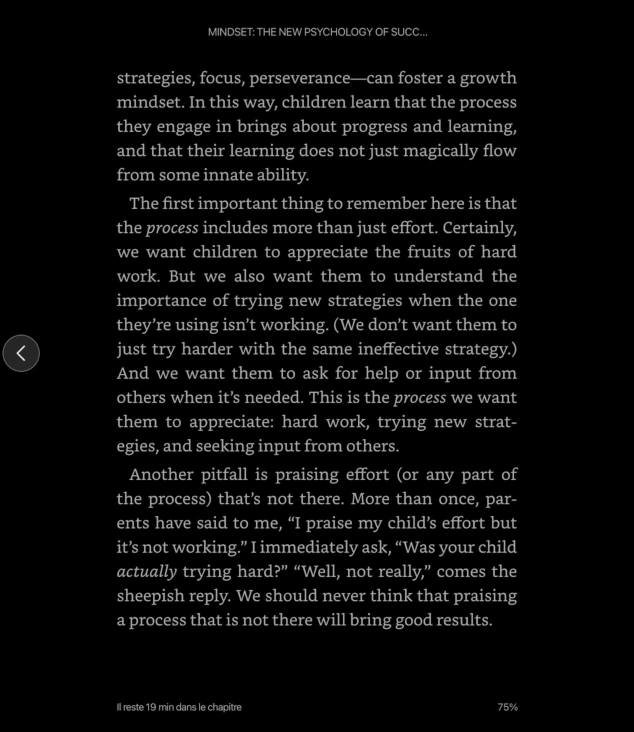 MINDSET: THE NEW PSYCHOLOGY OF SUCC...
strategies, focus, perseverance—can foster a growth
mindset. In this way, children learn that the process
they engage in brings about progress and learning,
and that their learning does not just magically flow
from some innate ability.
The first important thing to remember here is that
the process includes more than just effort. Certainly,
we want children to appreciate the fruits of hard
work. But we also want them to understand the
importance of trying new strategies when the one
they’re using isn’t working. (We don’t want them to
just try harder with the same ineffective strategy.)
And we want them to ask for help or input from
others when it’s needed. This is the process we want
them to appreciate: hard work, trying new strat-
egies, and seeking input from others.
Another pitfall is praising effort (or any part of
the process) that’s not there. More than once, par-
ents have said to me, “I praise my child’s effort but
it’s not working.” I immediately ask, “Was your child
actually trying hard?” “Well, not really,” comes the
sheepish reply. We should never think that praising
a process that is not there will bring good results.
Il reste 19 min dans le chapitre
75%